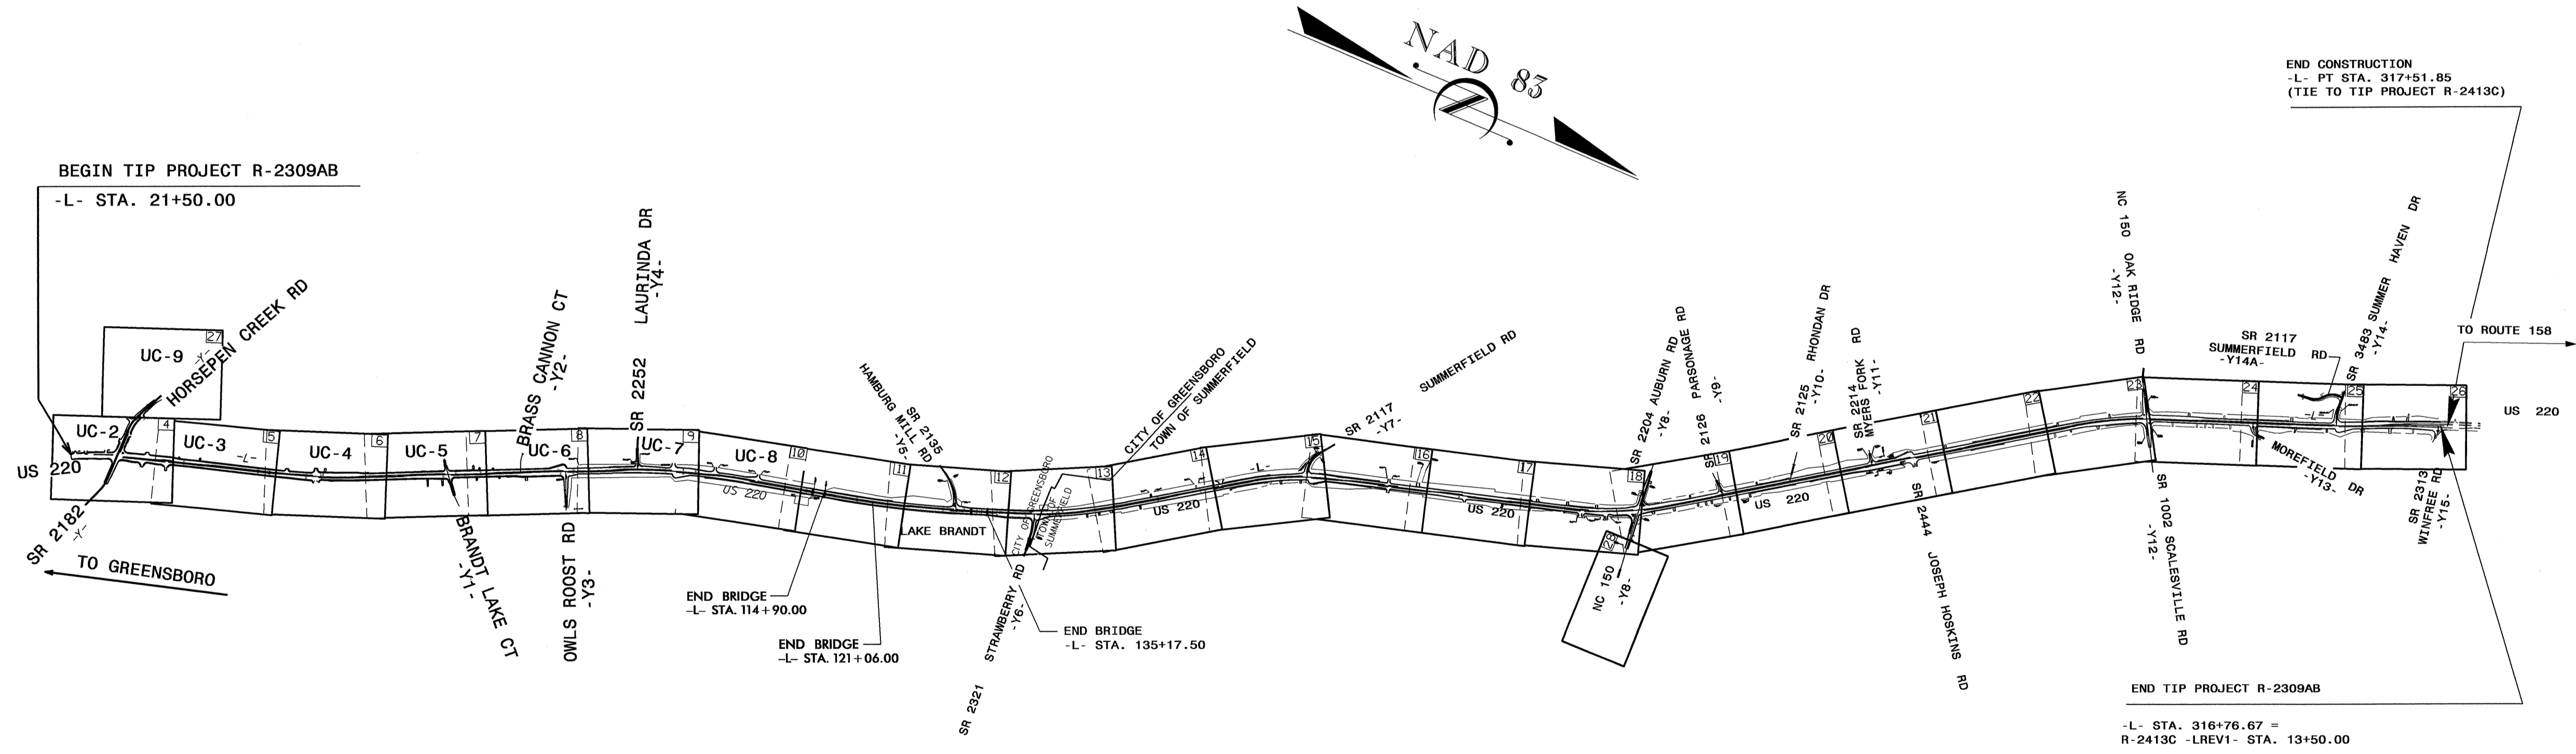 NAD 83
END CONSTRUCTION
-L- PT STA. 317+51.85
(TIE TO TIP PROJECT R-2413C)
BEGIN TIP PROJECT R-2309AB
-L- STA. 21+50.00
HORSEPEN CREEK RD
-Y-
UC-9
27
UC-2
4
UC-3
5
UC-4
6
UC-5
7
UC-6
8
UC-7
9
UC-8
10
11
12
13
14
15
16
17
18
19
20
21
22
23
24
25
26
28
US 220
SR 2182
-Y-
TO GREENSBORO
-L-
BRANDT LAKE CT
-Y1-
BRASS CANNON CT
-Y2-
OWLS ROOST RD
-Y3-
SR 2252 LAURINDA DR
-Y4-
US 220
END BRIDGE
-L- STA. 114+90.00
END BRIDGE
-L- STA. 121+06.00
SR 2135
HAMBURG MILL RD
-Y5-
LAKE BRANDT
CITY OF GREENSBORO
TOWN OF
SUMMERFIELD
SR 2321 STRAWBERRY RD
-Y6-
END BRIDGE
-L- STA. 135+17.50
CITY OF GREENSBORO
TOWN OF SUMMERFIELD
US 220
-L-
SR 2117 SUMMERFIELD RD
-Y7-
US 220
SR 2204 AUBURN RD
-Y8-
NC 150
-Y8-
SR 2126 PARSONAGE RD
-Y9-
US 220
SR 2125 RHONDAN DR
-Y10-
SR 2214
MYERS FORK RD
-Y11-
SR 2444 JOSEPH HOSKINS RD
NC 150 OAK RIDGE RD
-Y12-
SR 1002 SCALESVILLE RD
-Y12-
SR 2117
SUMMERFIELD RD
-Y14A-
SR 3483 SUMMER HAVEN DR
-Y14-
-L-
MOREFIELD DR
-Y13-
SR 2313
WINFREE RD
-Y15-
TO ROUTE 158
US 220
END TIP PROJECT R-2309AB
-L- STA. 316+76.67 =
R-2413C -LREV1- STA. 13+50.00